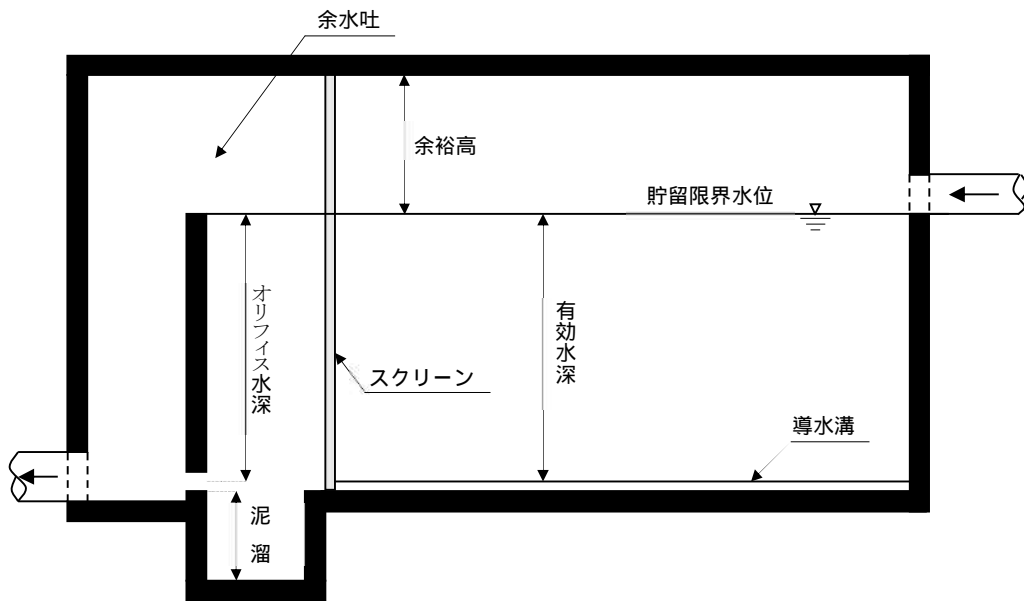 余水吐
余裕高
貯留限界水位
オリフィス水深
有効水深
スクリーン
導水溝
泥溜